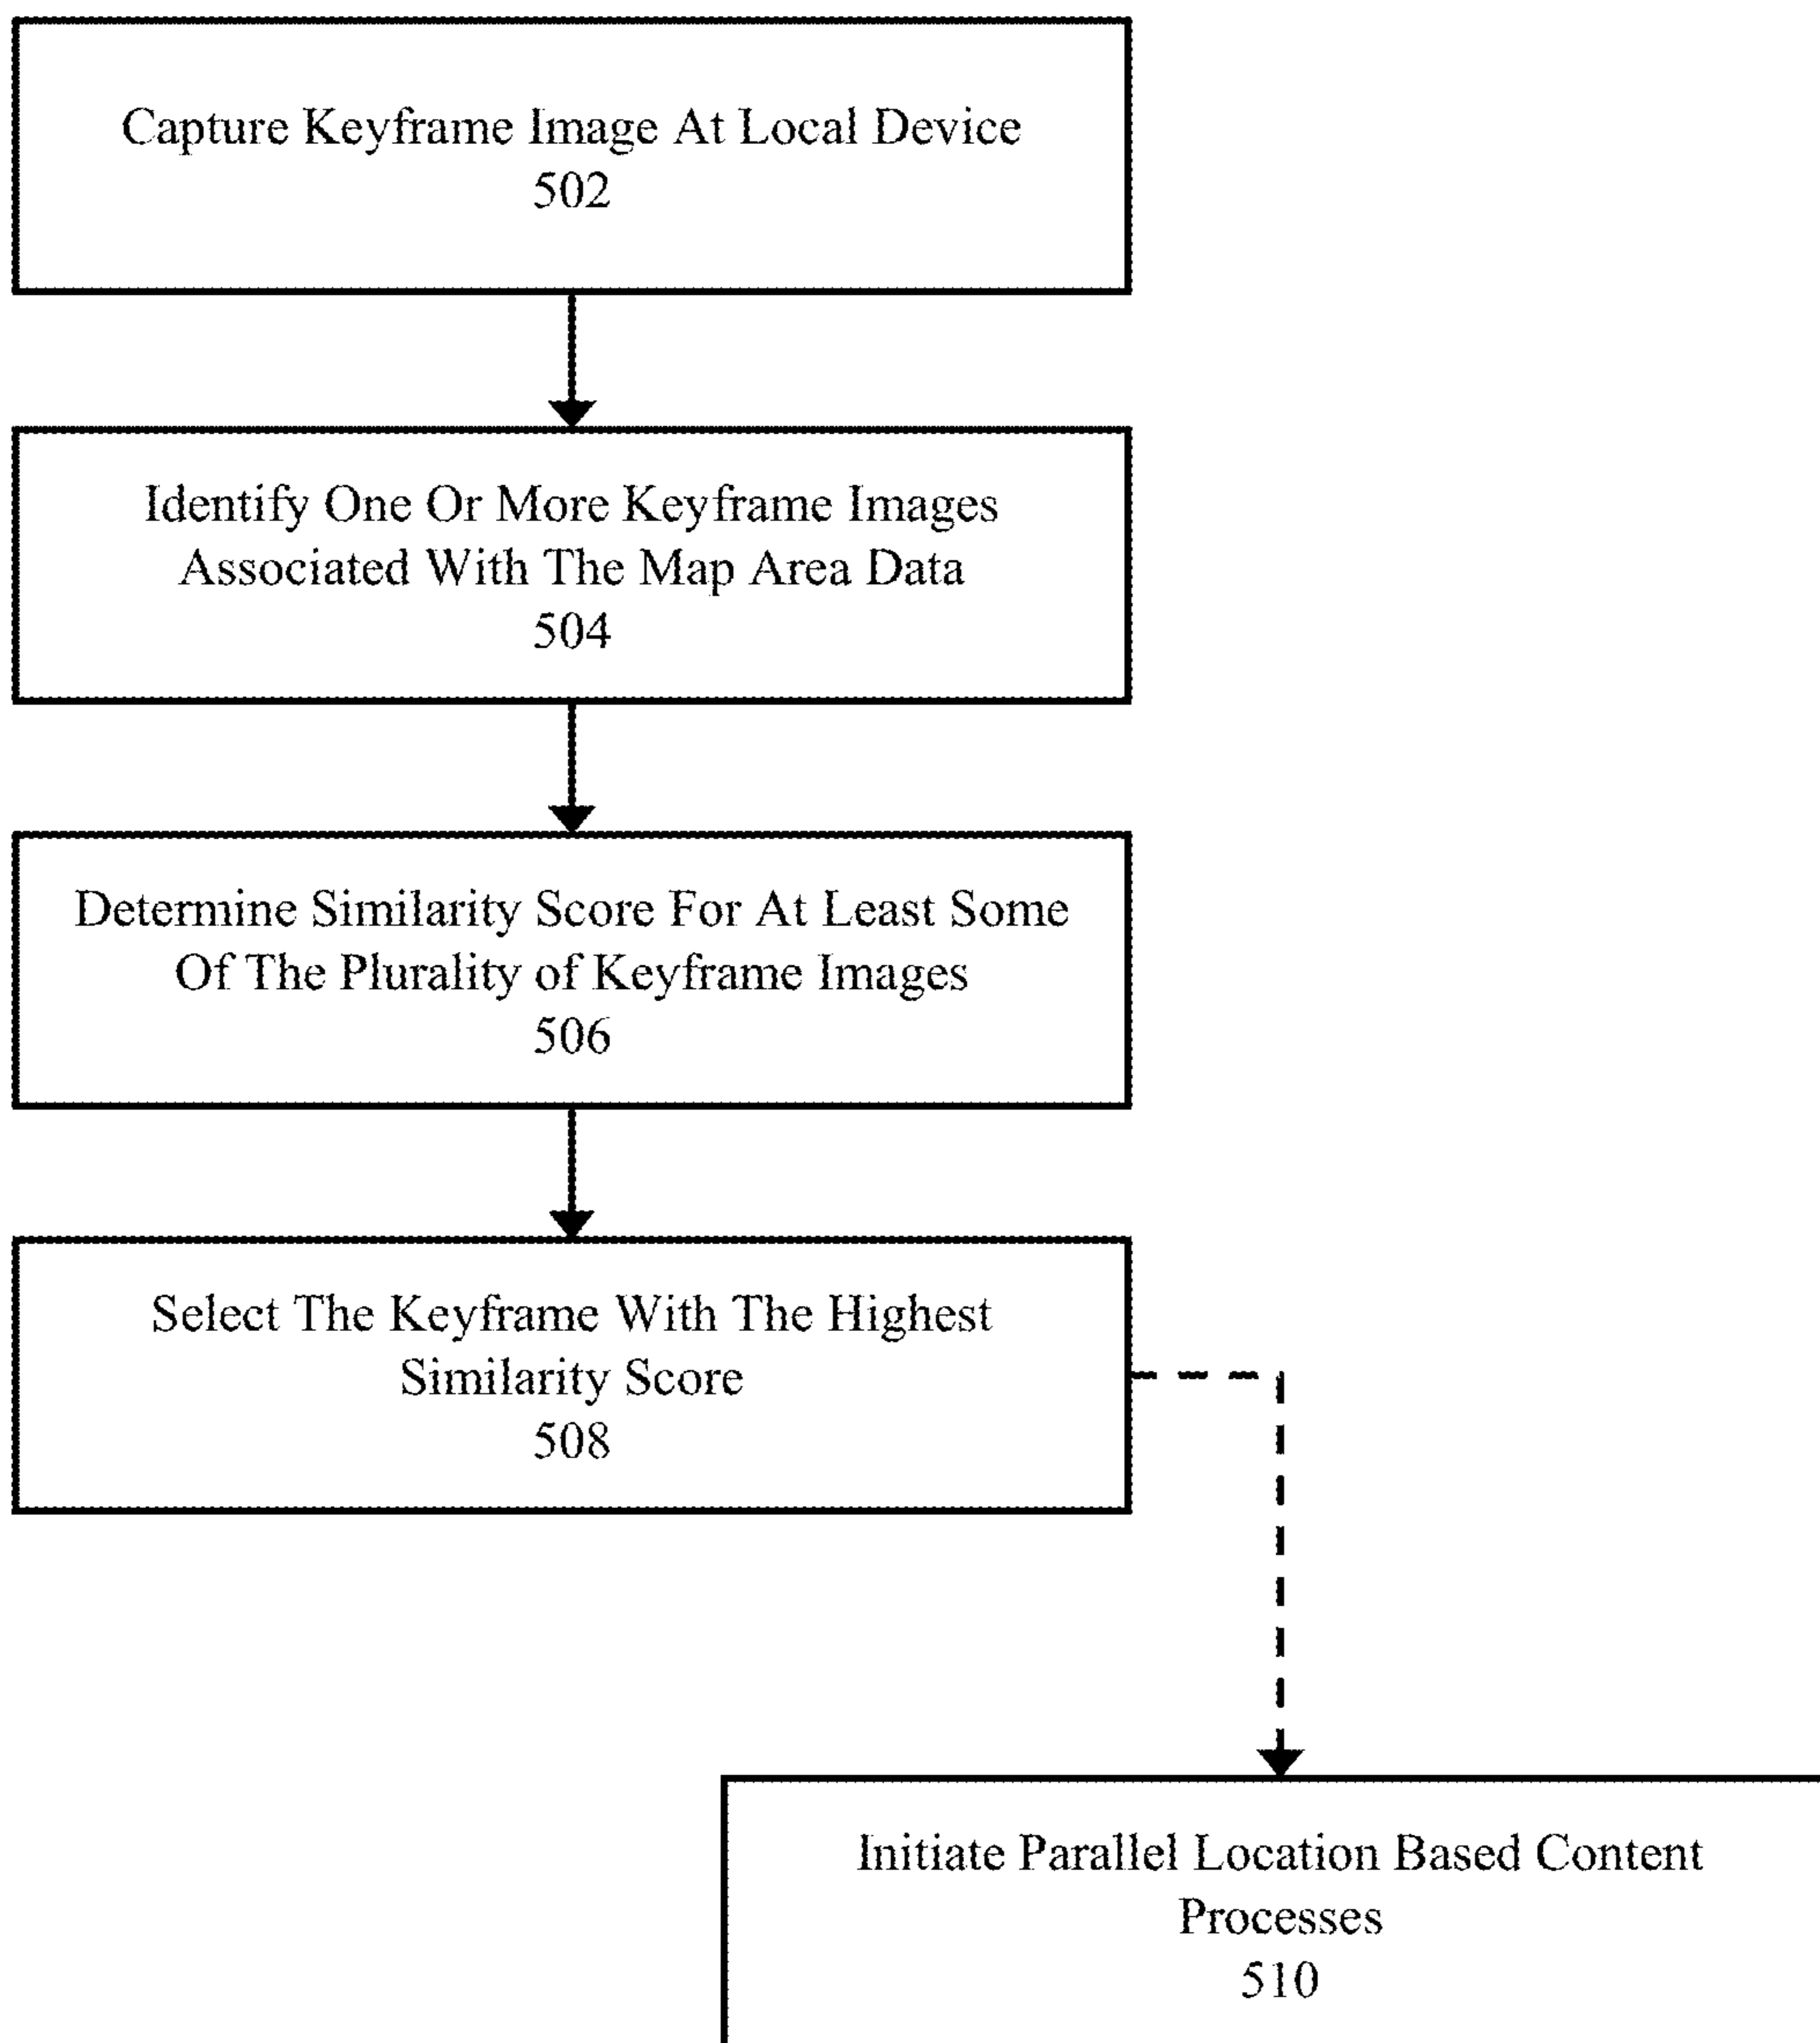 Capture Keyframe Image At Local Device
502
Identify One Or More Keyframe Images
Associated With The Map Area Data
504
Determine Similarity Score For At Least Some
Of The Plurality of Keyframe Images
506
Select The Keyframe With The Highest
Similarity Score
508
Initiate Parallel Location Based Content
Processes
510